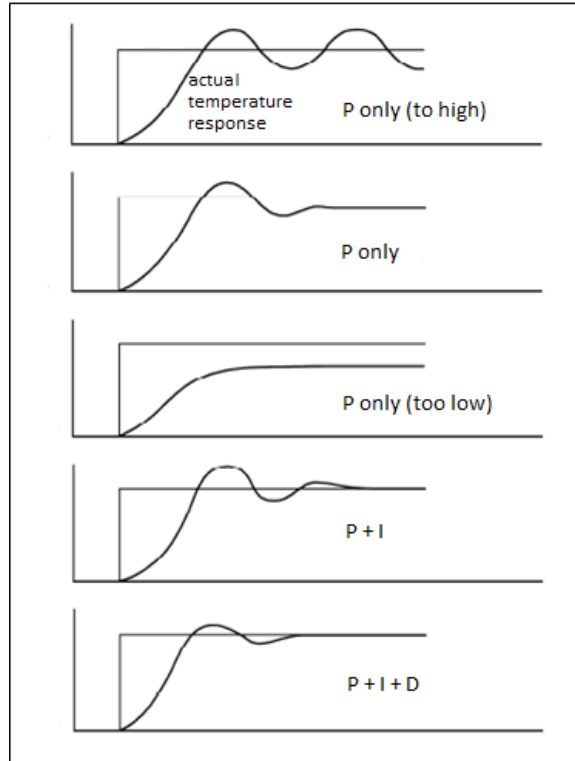 actual
temperature
response
P only (to high)
P only
P only (too low)
P + I
P + I + D